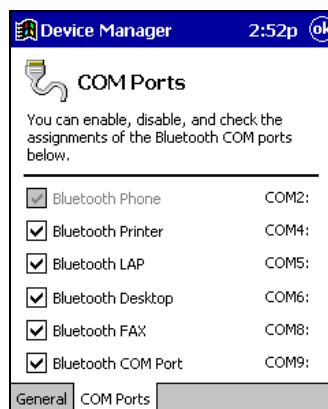 Device Manager 2:52p ok
COM Ports
You can enable, disable, and check the
assignments of the Bluetooth COM ports
below.
Bluetooth Phone COM2:
Bluetooth Printer COM4:
Bluetooth LAP COM5:
Bluetooth Desktop COM6:
Bluetooth FAX COM8:
Bluetooth COM Port COM9:
General COM Ports